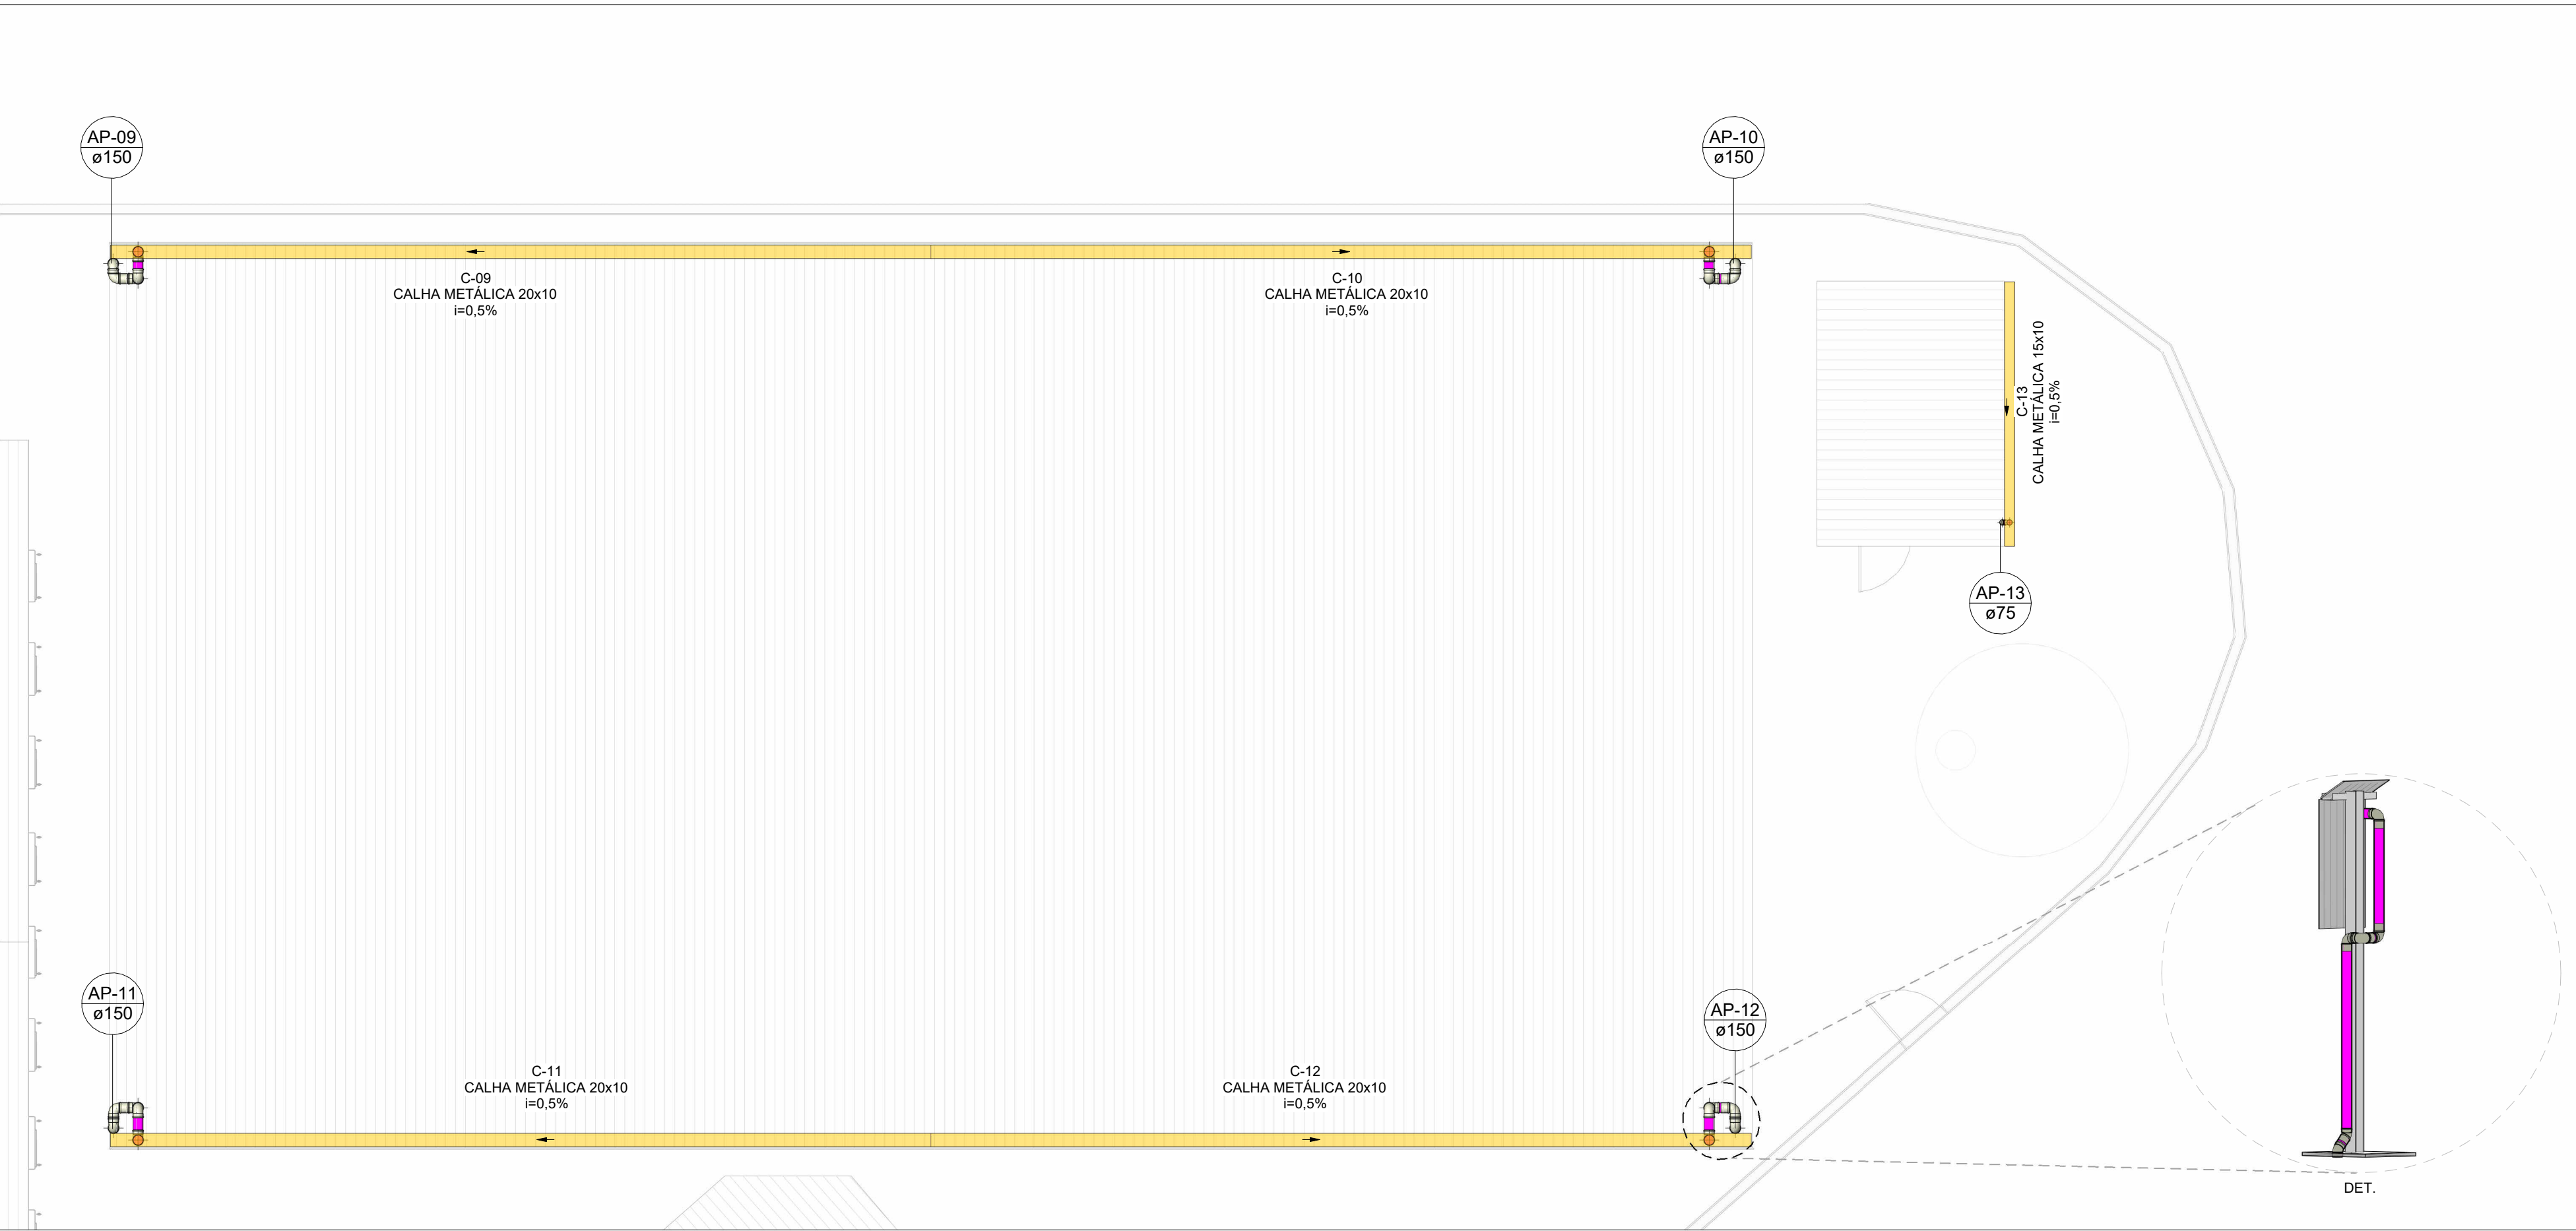 AP-09
ø150
AP-10
ø150
C-09
CALHA METÁLICA 20x10
i=0,5%
C-10
CALHA METÁLICA 20x10
i=0,5%
C-13
CALHA METÁLICA 15x10
i=0,5%
AP-13
ø75
AP-11
ø150
AP-12
ø150
C-11
CALHA METÁLICA 20x10
i=0,5%
C-12
CALHA METÁLICA 20x10
i=0,5%
DET.